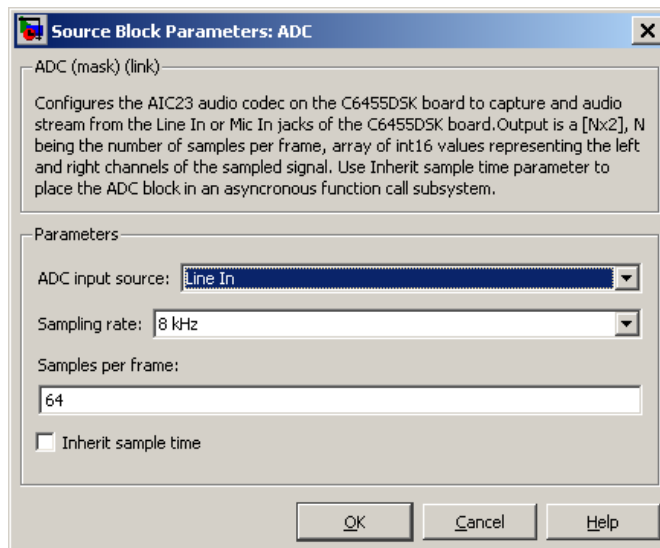 Source Block Parameters: ADC
ADC (mask) (link)
Configures the AIC23 audio codec on the C6455DSK board to capture and audio
stream from the Line In or Mic In jacks of the C6455DSK board.Output is a [Nx2], N
being the number of samples per frame, array of int16 values representing the left
and right channels of the sampled signal. Use Inherit sample time parameter to
place the ADC block in an asyncronous function call subsystem.
Parameters
ADC input source: Line In
Sampling rate: 8 kHz
Samples per frame:
64
Inherit sample time
OK Cancel Help